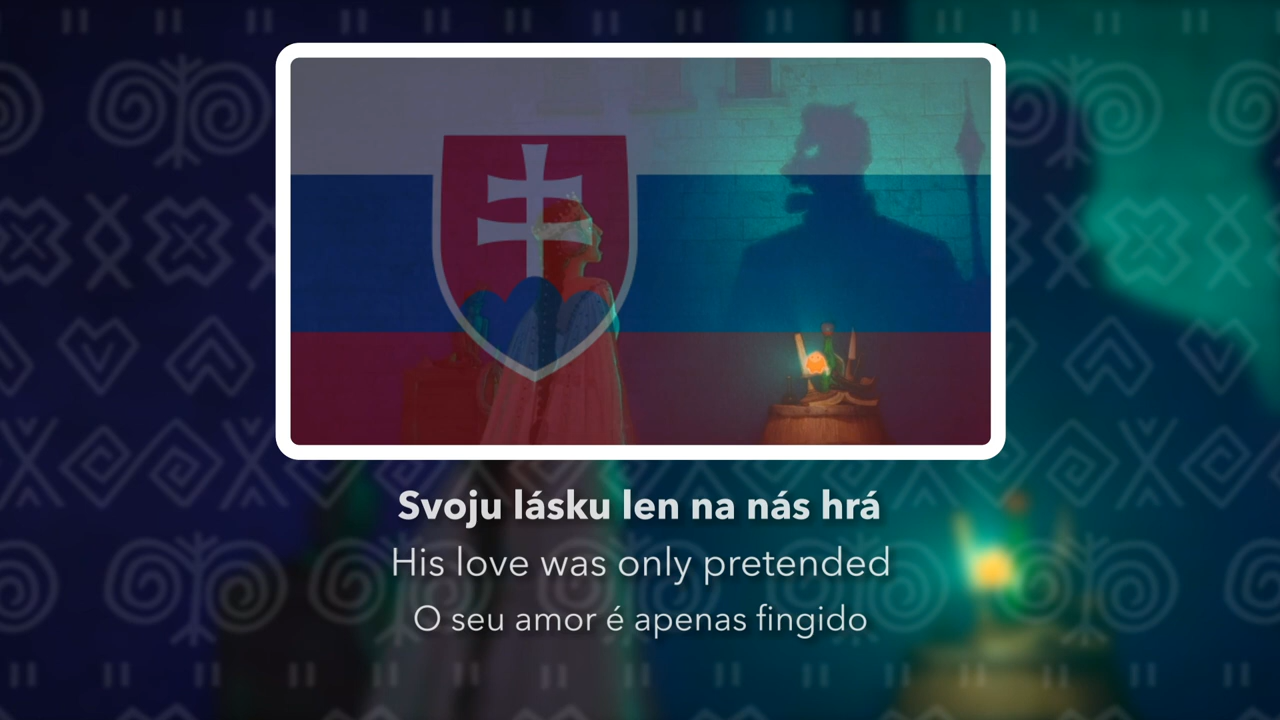 Svoju lásku len na nás hrá
His love was only pretended
O seu amor é apenas fingido